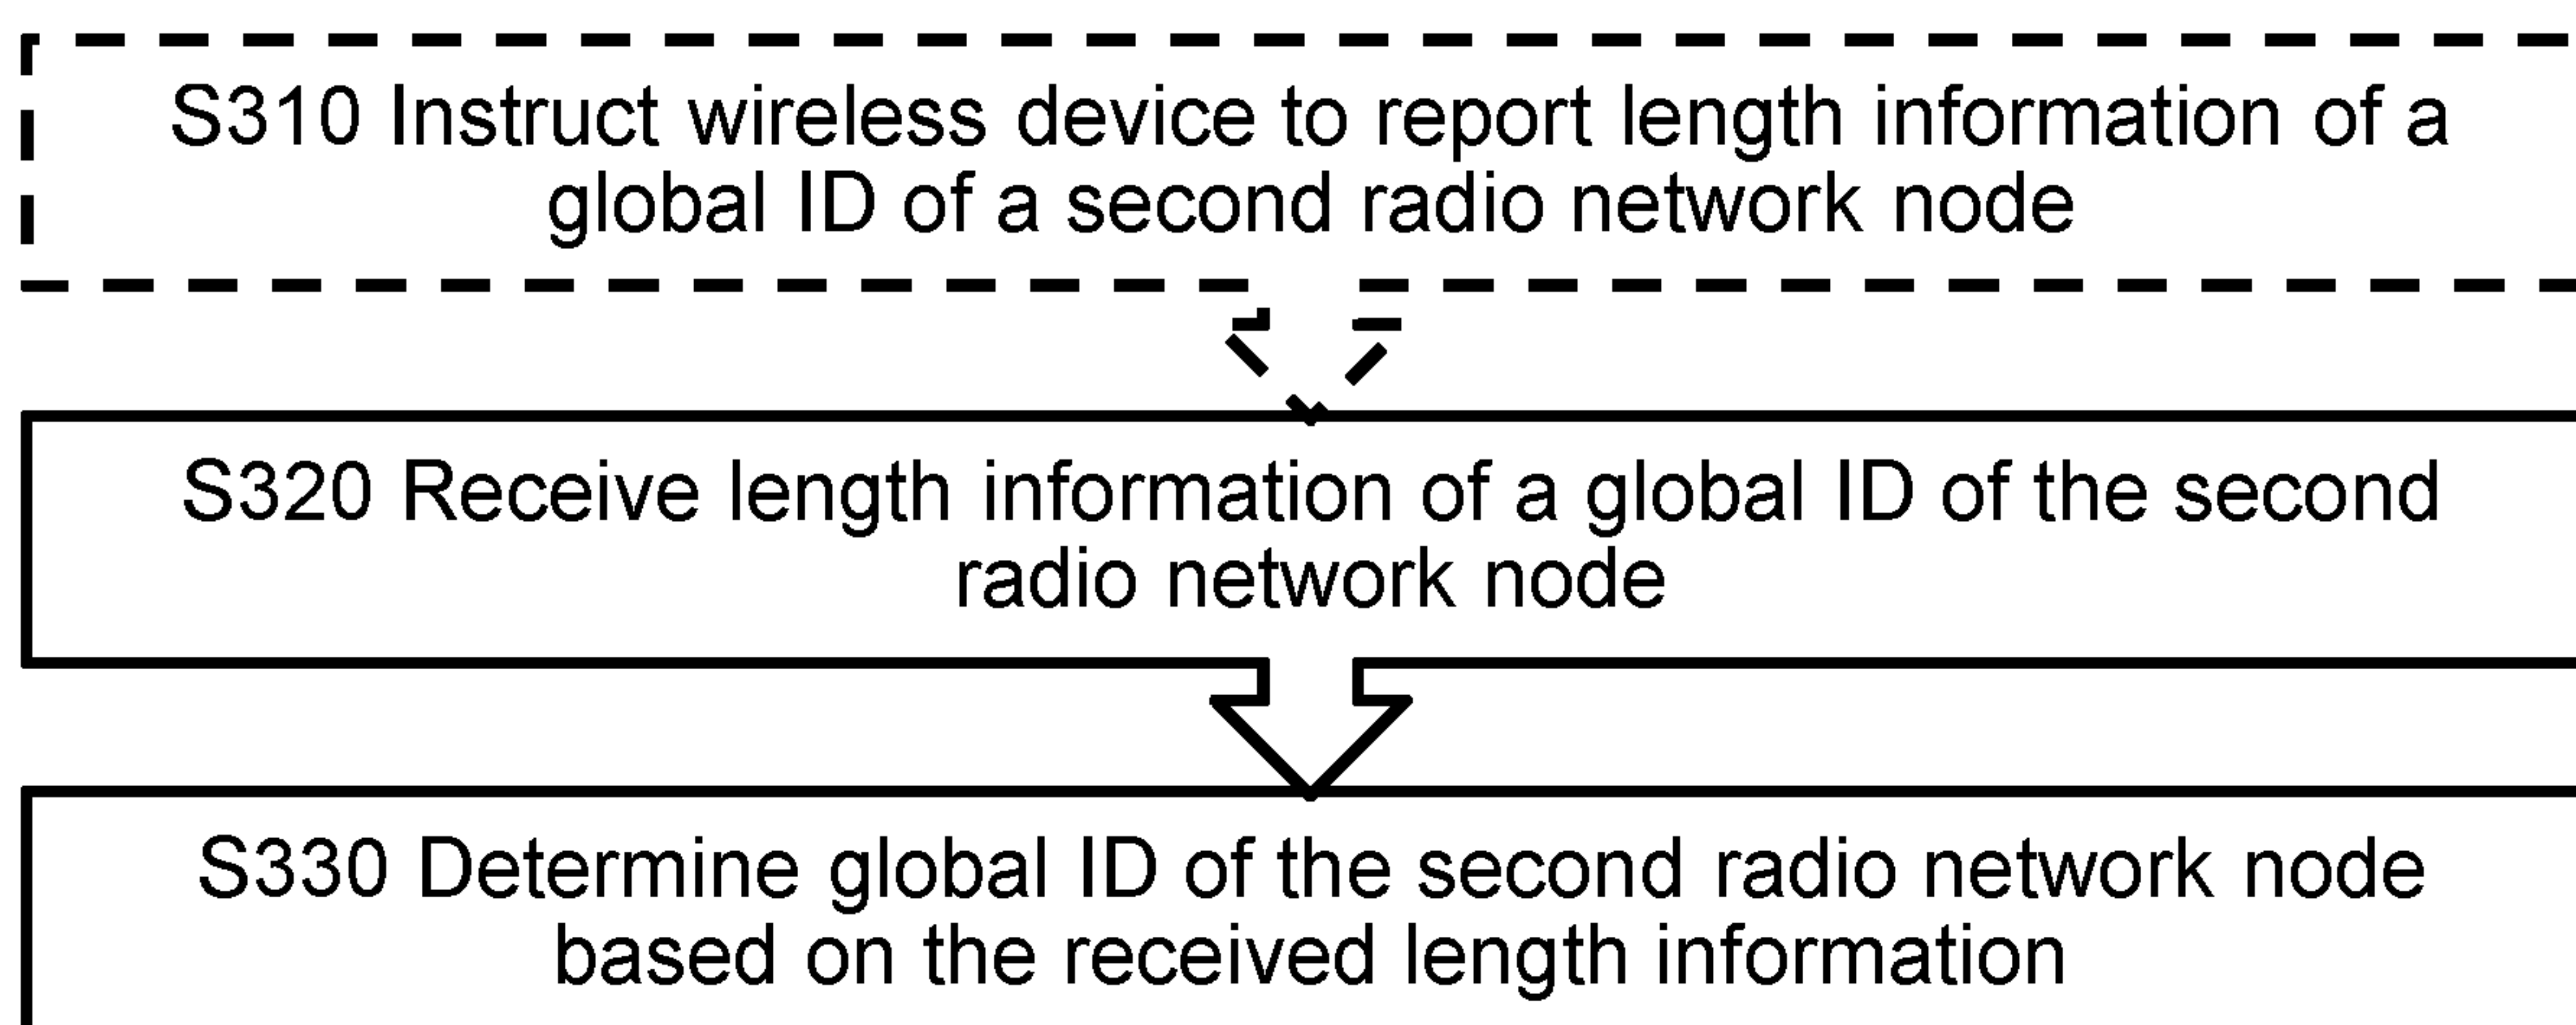 S310 Instruct wireless device to report length information of a
global ID of a second radio network node
S320 Receive length information of a global ID of the second
radio network node
S330 Determine global ID of the second radio network node
based on the received length information